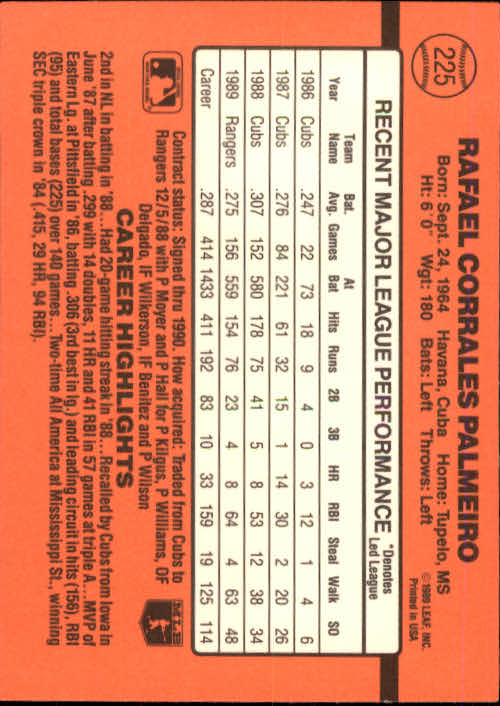 225
RAFAEL CORRALES PALMEIRO
Born: Sept. 24, 1964 Havana, Cuba Home: Tupelo, MS
Ht: 6'0" Wgt: 180 Bats: Left Throws: Left
© 1989 LEAF, INC.
Printed in USA
RECENT MAJOR LEAGUE PERFORMANCE
*Denotes
Led League
Year Team Name Bat. Avg. Games At Bat Hits Runs 2B 3B HR RBI Steal Walk SO
1986 Cubs .247 22 73 18 9 4 0 3 12 1 4 6
1987 Cubs .276 84 221 61 32 15 1 14 30 2 20 26
1988 Cubs .307 152 580 178 75 41 5 8 53 12 38 34
1989 Rangers .275 156 559 154 76 23 4 8 64 4 63 48
Career .287 414 1433 411 192 83 10 33 159 19 125 114
Contract status: Signed thru 1990. How acquired: Traded from Cubs to
Rangers 12/5/88 with P Moyer and P Hall for P Kilgus, P Williams, OF
Delgado, IF Wilkerson, IF Benitez and P Wilson
MLB
CAREER HIGHLIGHTS
2nd in NL in batting in '88... Had 20-game hitting streak in '88... Recalled by Cubs from Iowa in
June '87 after batting .299 with 14 doubles, 11 HR and 41 RBI in 57 games at triple A... MVP of
Eastern Lg. at Pittsfield in '86, batting .306 (3rd best in lg.) and leading circuit in hits (156), RBI
(95) and total bases (225) over 140 games... Two-time All America at Mississippi St., winning
SEC triple crown in '84 (.415, 29 HR, 94 RBI).